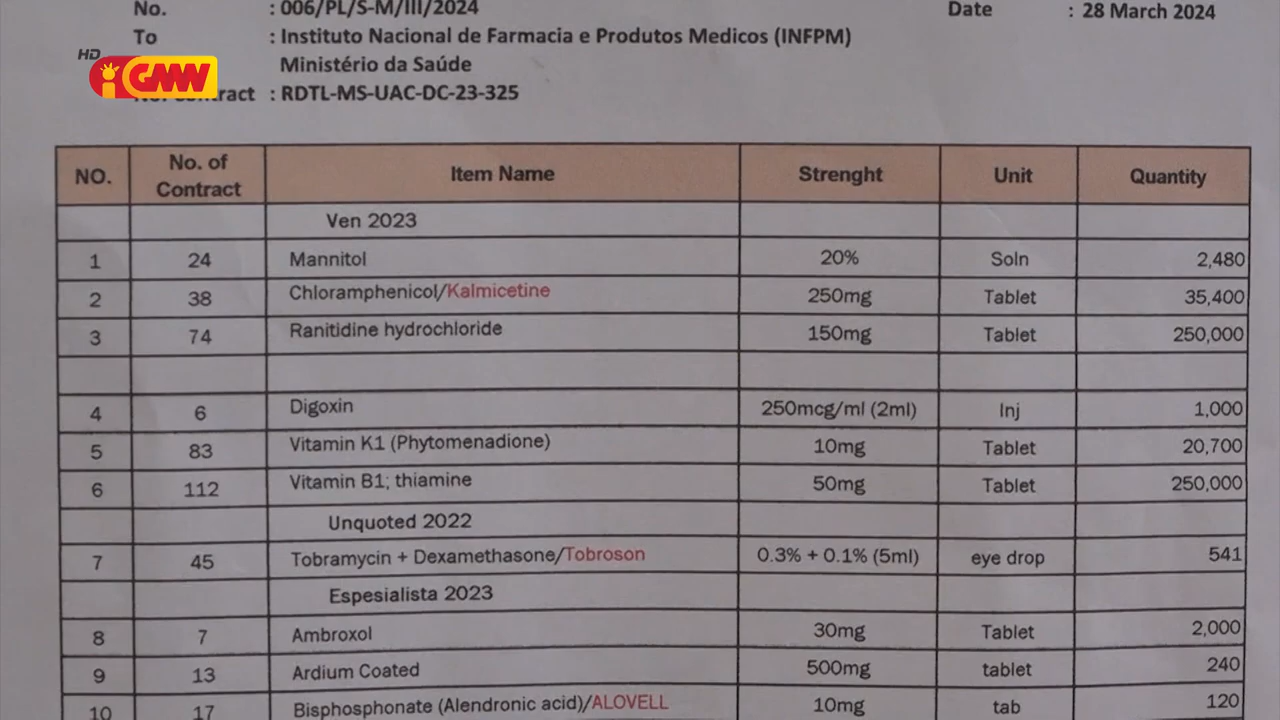 No. : 006/PL/S-M/III/2024 Date : 28 March 2024
To : Instituto Nacional de Farmacia e Produtos Medicos (INFPM)
HD
GMN
Ministério da Saúde
contract : RDTL-MS-UAC-DC-23-325
NO. No. of Contract Item Name Strenght Unit Quantity
Ven 2023
1 24 Mannitol 20% Soln 2,480
2 38 Chloramphenicol/Kalmicetine 250mg Tablet 35,400
3 74 Ranitidine hydrochloride 150mg Tablet 250,000
4 6 Digoxin 250mcg/ml (2ml) Inj 1,000
5 83 Vitamin K1 (Phytomenadione) 10mg Tablet 20,700
6 112 Vitamin B1; thiamine 50mg Tablet 250,000
Unquoted 2022
7 45 Tobramycin + Dexamethasone/Tobroson 0.3% + 0.1% (5ml) eye drop 541
Espesialista 2023
8 7 Ambroxol 30mg Tablet 2,000
9 13 Ardium Coated 500mg tablet 240
10 17 Bisphosphonate (Alendronic acid)/ALOVELL 10mg tab 120